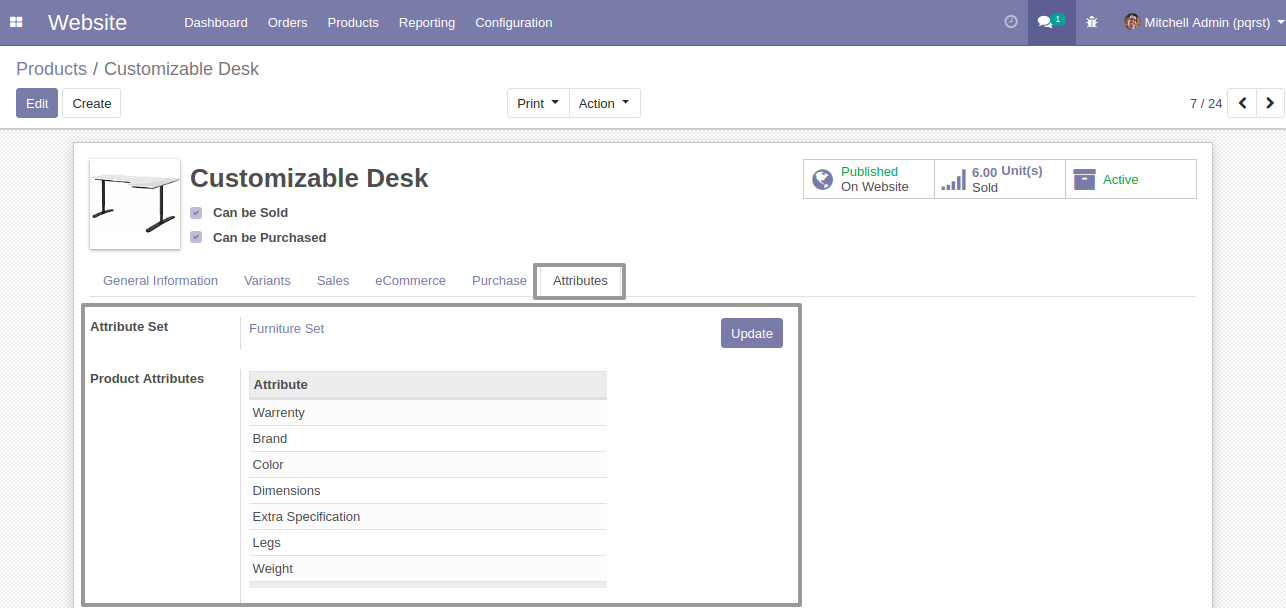 Website Dashboard Orders Products Reporting Configuration 1 Mitchell Admin (pqrst)
Products / Customizable Desk
Edit Create Print Action 7 / 24
Customizable Desk
Published
On Website
6.00 Unit(s)
Sold
Active
Can be Sold
Can be Purchased
General Information Variants Sales eCommerce Purchase Attributes
Attribute Set Furniture Set Update
Product Attributes
Attribute
Warrenty
Brand
Color
Dimensions
Extra Specification
Legs
Weight